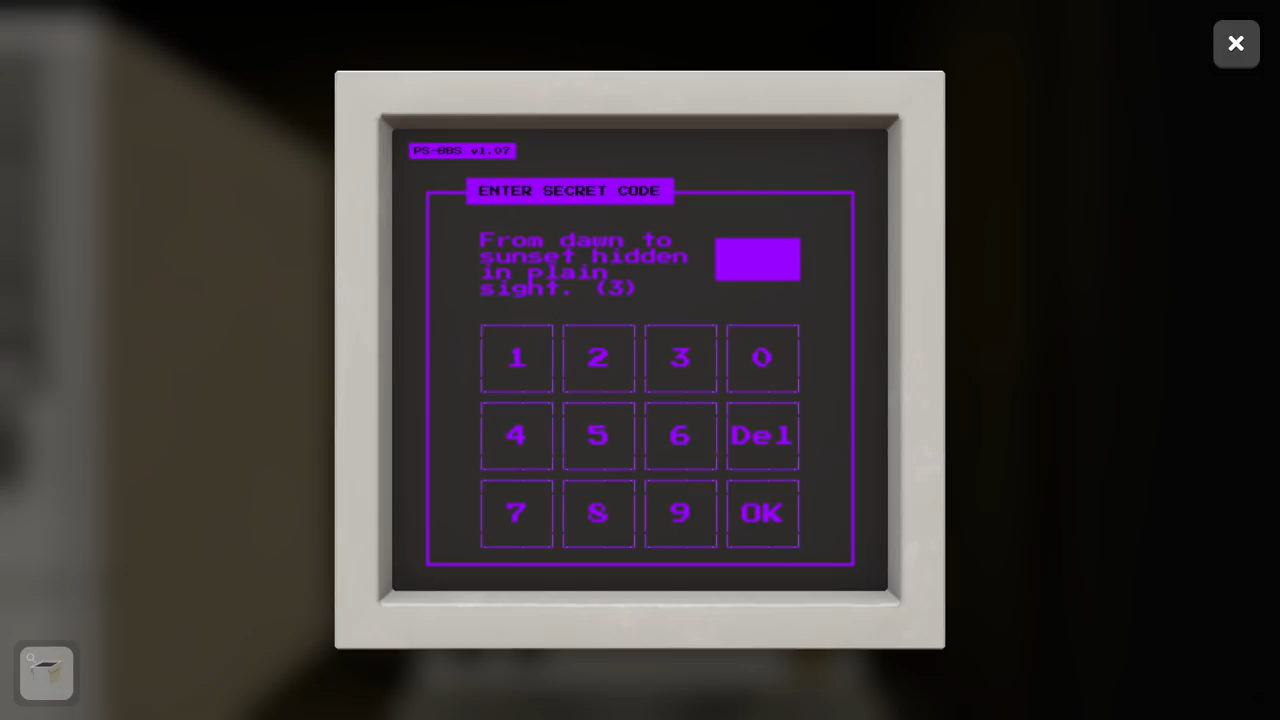 PS-BBS v1.07
ENTER SECRET CODE
From dawn to
sunset hidden
in plain
sight. (3)
1 2 3 0
4 5 6 Del
7 8 9 OK